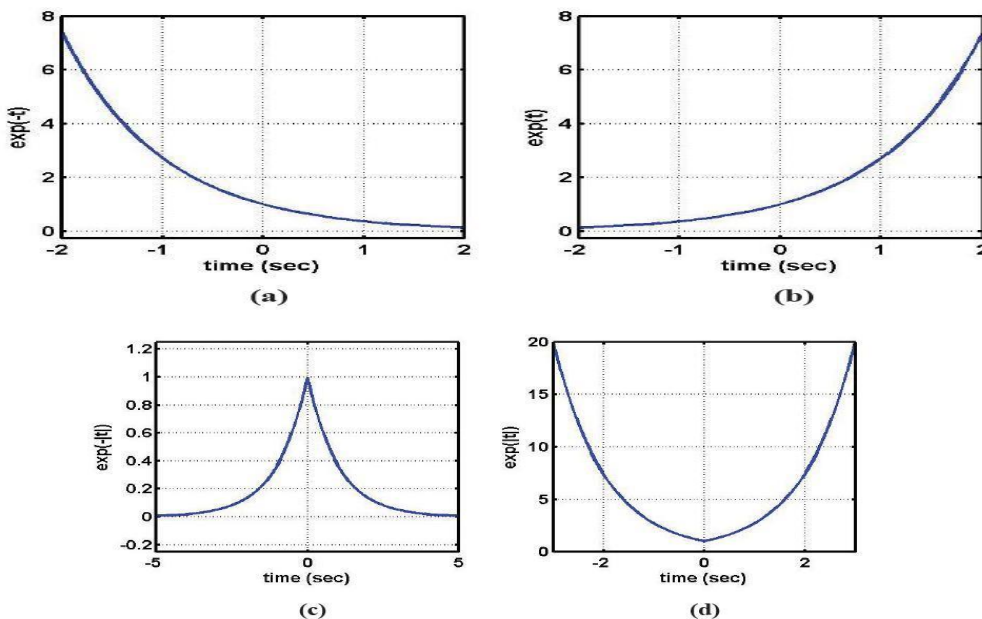 8
6
4
2
0
exp(-t)
-2 -1 0 1 2
time (sec)
(a)
8
6
4
2
0
exp(t)
-2 -1 0 1 2
time (sec)
(b)
1.2
1
0.8
0.6
0.4
0.2
0
-0.2
exp(-|t|)
-5 0 5
time (sec)
(c)
20
15
10
5
0
exp(|t|)
-2 0 2
time (sec)
(d)